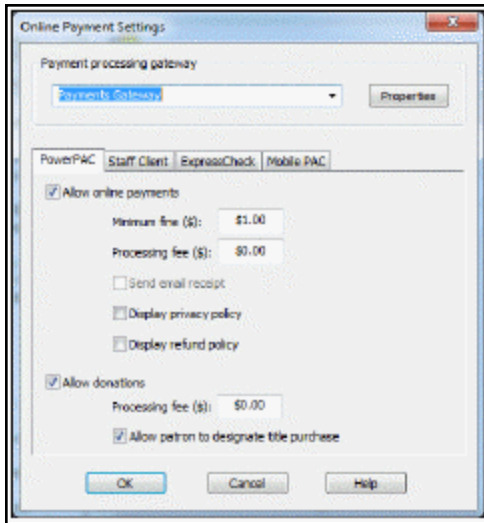 Online Payment Settings
Payment processing gateway
Payments Gateway
Properties
PowerPAC Staff Client ExpressCheck Mobile PAC
Allow online payments
Minimum fine ($): $1.00
Processing fee ($): $0.00
Send email receipt
Display privacy policy
Display refund policy
Allow donations
Processing fee ($): $0.00
Allow patron to designate title purchase
OK Cancel Help